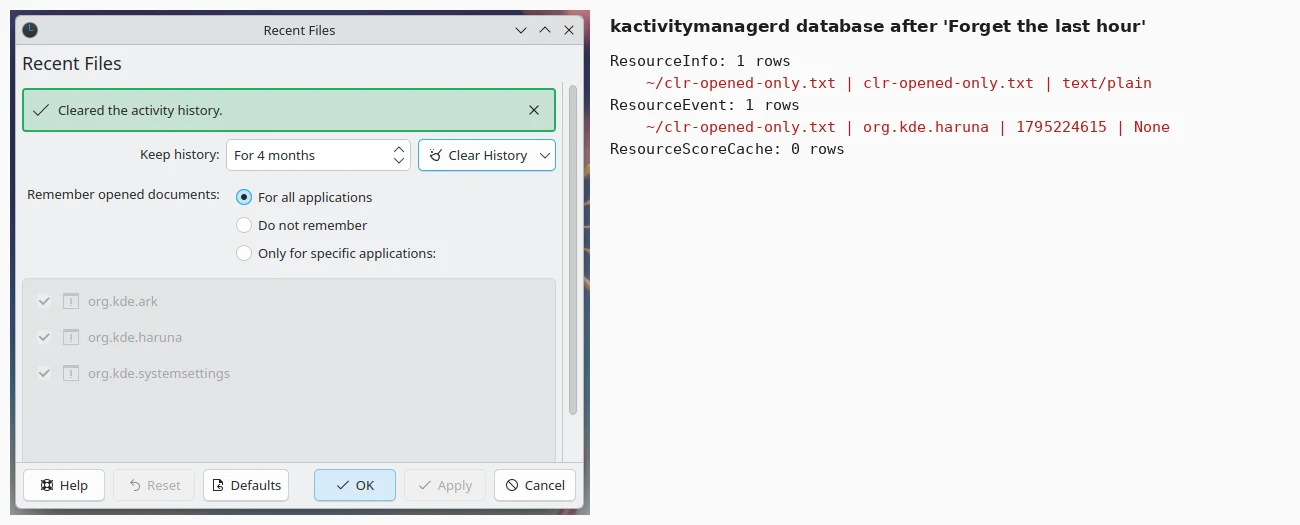 Recent Files
Recent Files
Cleared the activity history.
Keep history: For 4 months Clear History
Remember opened documents: For all applications
Do not remember
Only for specific applications:
org.kde.ark
org.kde.haruna
org.kde.systemsettings
Help Reset Defaults OK Apply Cancel
kactivitymanagerd database after 'Forget the last hour'
ResourceInfo: 1 rows
~/clr-opened-only.txt | clr-opened-only.txt | text/plain
ResourceEvent: 1 rows
~/clr-opened-only.txt | org.kde.haruna | 1795224615 | None
ResourceScoreCache: 0 rows